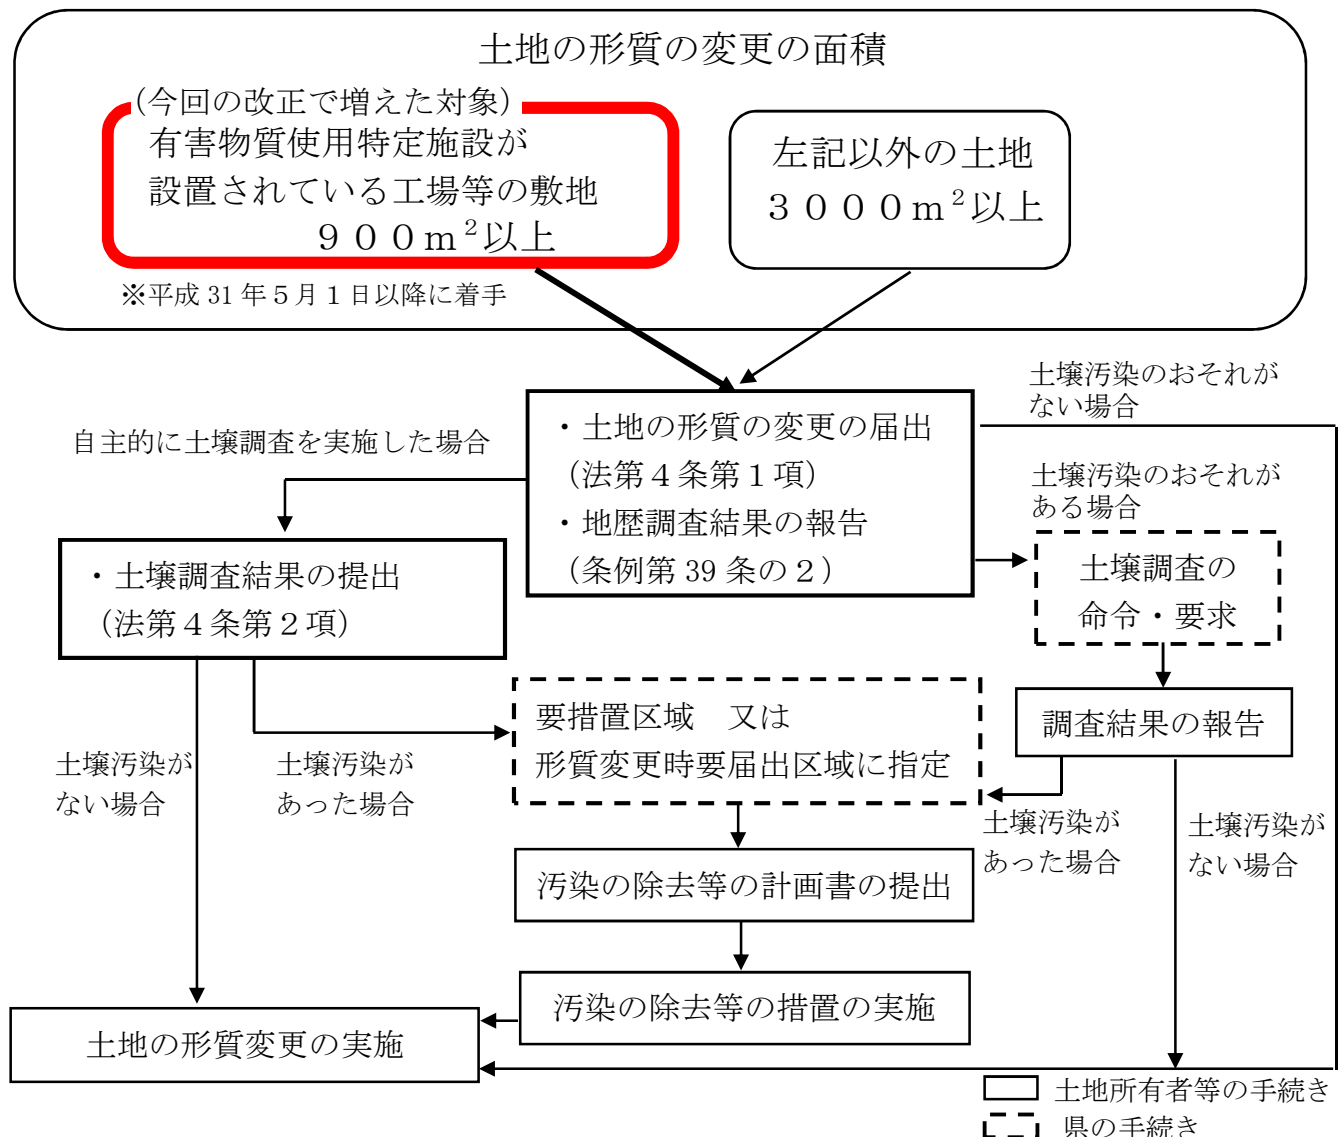 土地の形質の変更の面積
(今回の改正で増えた対象)
有害物質使用特定施設が
設置されている工場等の敷地
９００ｍ²以上
左記以外の土地
３０００ｍ²以上
※平成 31 年５月１日以降に着手
土壌汚染のおそれが
ない場合
自主的に土壌調査を実施した場合
・土地の形質の変更の届出
（法第４条第１項）
・地歴調査結果の報告
（条例第 39 条の２）
土壌汚染のおそれが
ある場合
・土壌調査結果の提出
（法第４条第２項）
土壌調査の
命令・要求
要措置区域　又は
形質変更時要届出区域に指定
調査結果の報告
土壌汚染が
ない場合
土壌汚染が
あった場合
土壌汚染が
あった場合
土壌汚染が
ない場合
汚染の除去等の計画書の提出
汚染の除去等の措置の実施
土地の形質変更の実施
土地所有者等の手続き
県の手続き